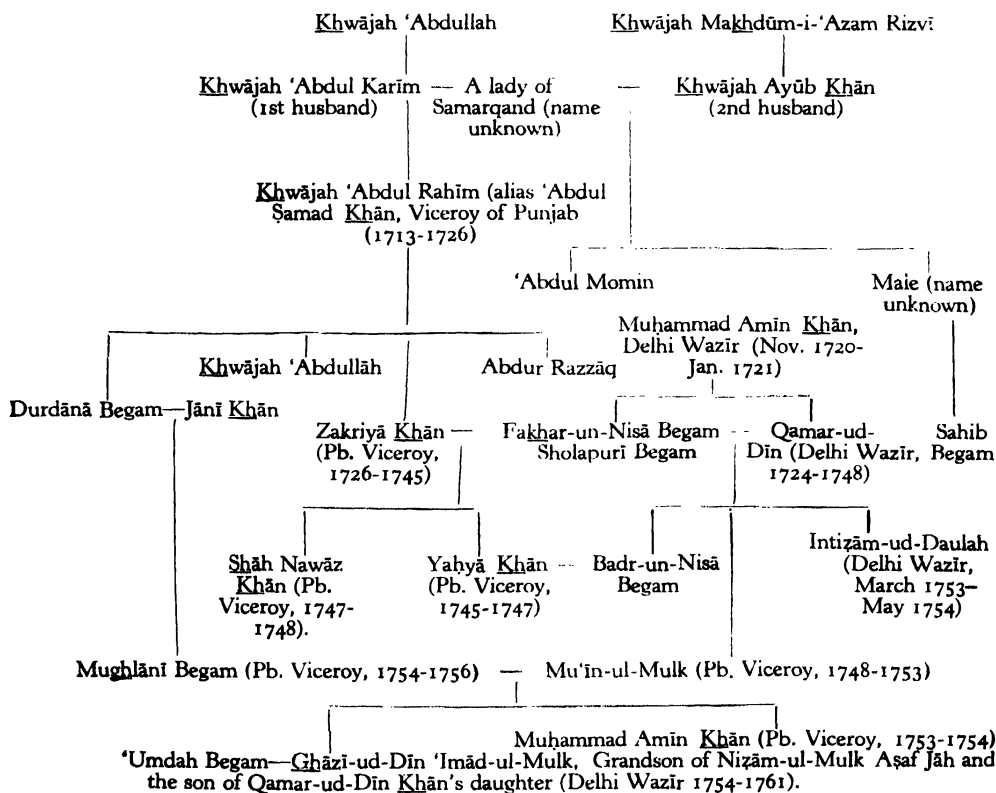 Khwājah ‘Abdullah
Khwājah Makhdūm-i-‘Azam Rizvī
Khwājah ‘Abdul Karīm — A lady of — Khwājah Ayūb Khān
(1st husband) Samarqand (name (2nd husband)
unknown)
Khwājah ‘Abdul Rahīm (alias ‘Abdul
Ṣamad Khān, Viceroy of Punjab
(1713-1726)
‘Abdul Momin
Maie (name
unknown)
Muḥammad Amīn Khān,
Delhi Wazīr (Nov. 1720-
Jan. 1721)
Khwājah ‘Abdullāh
Abdur Razzāq
Durdānā Begam—Jānī Khān
Zakriyā Khān —
(Pb. Viceroy,
1726-1745)
Fakhar-un-Nisā Begam
Sholapurī Begam
-- Qamar-ud-
Dīn (Delhi Wazīr,
1724-1748)
Sahib
Begam
Shāh Nawāz
Khān (Pb.
Viceroy, 1747-
1748).
Yaḥyā Khān --
(Pb. Viceroy,
1745-1747)
Badr-un-Nisā
Begam
Intiẓām-ud-Daulah
(Delhi Wazīr,
March 1753–
May 1754)
Mughlānī Begam (Pb. Viceroy, 1754-1756) — Mu‘īn-ul-Mulk (Pb. Viceroy, 1748-1753)
Muḥammad Amīn Khān (Pb. Viceroy, 1753-1754)
‘Umdah Begam—Ghāzī-ud-Dīn ‘Imād-ul-Mulk, Grandson of Niẓām-ul-Mulk Aṣaf Jāh and
the son of Qamar-ud-Dīn Khān’s daughter (Delhi Wazīr 1754-1761).